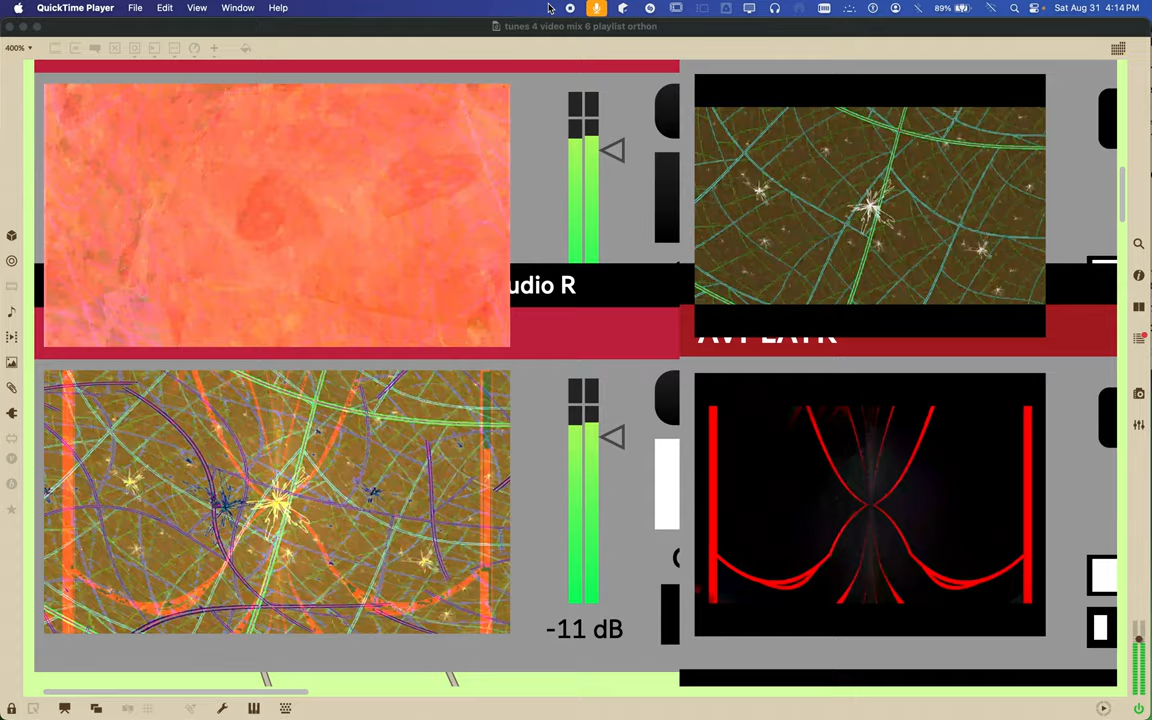 QuickTime Player File Edit View Window Help
89% Sat Aug 31 4:14 PM
tunes 4 video mix 6 playlist orthon
400%
udio R
-11 dB